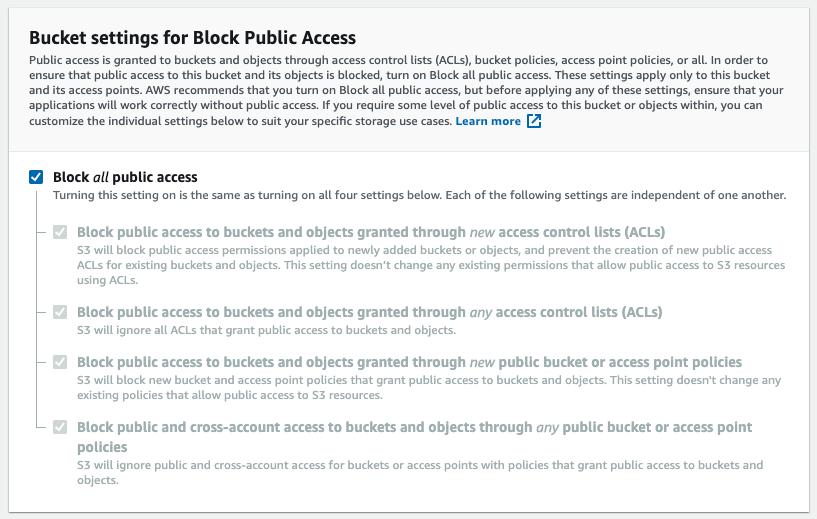 Bucket settings for Block Public Access
Public access is granted to buckets and objects through access control lists (ACLs), bucket policies, access point policies, or all. In order to
ensure that public access to this bucket and its objects is blocked, turn on Block all public access. These settings apply only to this bucket
and its access points. AWS recommends that you turn on Block all public access, but before applying any of these settings, ensure that your
applications will work correctly without public access. If you require some level of public access to this bucket or objects within, you can
customize the individual settings below to suit your specific storage use cases. Learn more
Block all public access
Turning this setting on is the same as turning on all four settings below. Each of the following settings are independent of one another.
Block public access to buckets and objects granted through new access control lists (ACLs)
S3 will block public access permissions applied to newly added buckets or objects, and prevent the creation of new public access
ACLs for existing buckets and objects. This setting doesn't change any existing permissions that allow public access to S3 resources
using ACLs.
Block public access to buckets and objects granted through any access control lists (ACLs)
S3 will ignore all ACLs that grant public access to buckets and objects.
Block public access to buckets and objects granted through new public bucket or access point policies
S3 will block new bucket and access point policies that grant public access to buckets and objects. This setting doesn't change any
existing policies that allow public access to S3 resources.
Block public and cross-account access to buckets and objects through any public bucket or access point
policies
S3 will ignore public and cross-account access for buckets or access points with policies that grant public access to buckets and
objects.